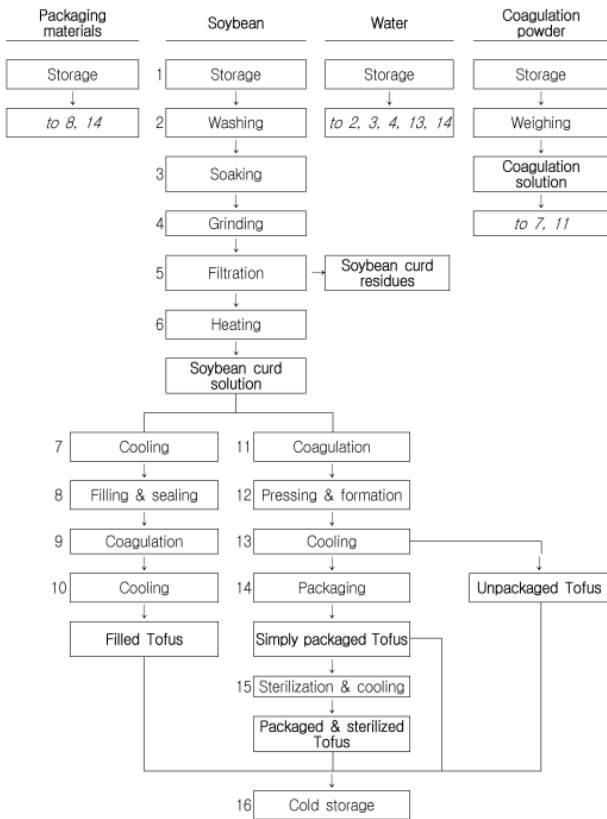 Packaging
materials
Soybean
Water
Coagulation
powder
Storage
1
Storage
Storage
Storage
to 8, 14
2
Washing
to 2, 3, 4, 13, 14
Weighing
3
Soaking
Coagulation
solution
4
Grinding
to 7, 11
5
Filtration
Soybean curd
residues
6
Heating
Soybean curd
solution
7
Cooling
11
Coagulation
8
Filling & sealing
12
Pressing & formation
9
Coagulation
13
Cooling
10
Cooling
14
Packaging
Unpackaged Tofus
Filled Tofus
Simply packaged Tofus
15
Sterilization & cooling
Packaged & sterilized
Tofus
16
Cold storage